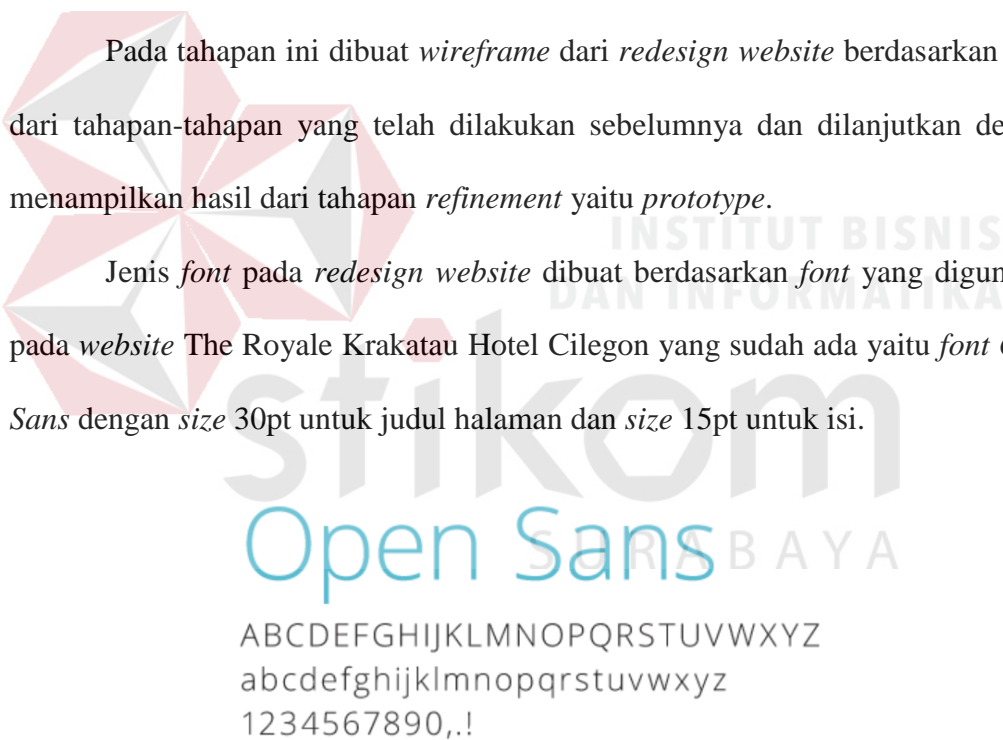 Pada tahapan ini dibuat wireframe dari redesign website berdasarkan
dari tahapan-tahapan yang telah dilakukan sebelumnya dan dilanjutkan de
menampilkan hasil dari tahapan refinement yaitu prototype.
INSTITUT BISNIS
Jenis font pada redesign website dibuat berdasarkan font yang digun
DAN INFORMATIKA
pada website The Royale Krakatau Hotel Cilegon yang sudah ada yaitu font
Sans dengan size 30pt untuk judul halaman dan size 15pt untuk isi.
stikom
Open Sans
SURABAYA
ABCDEFGHIJKLMNOPQRSTUVWXYZ
abcdefghijklmnopqrstuvwxyz
1234567890,.!